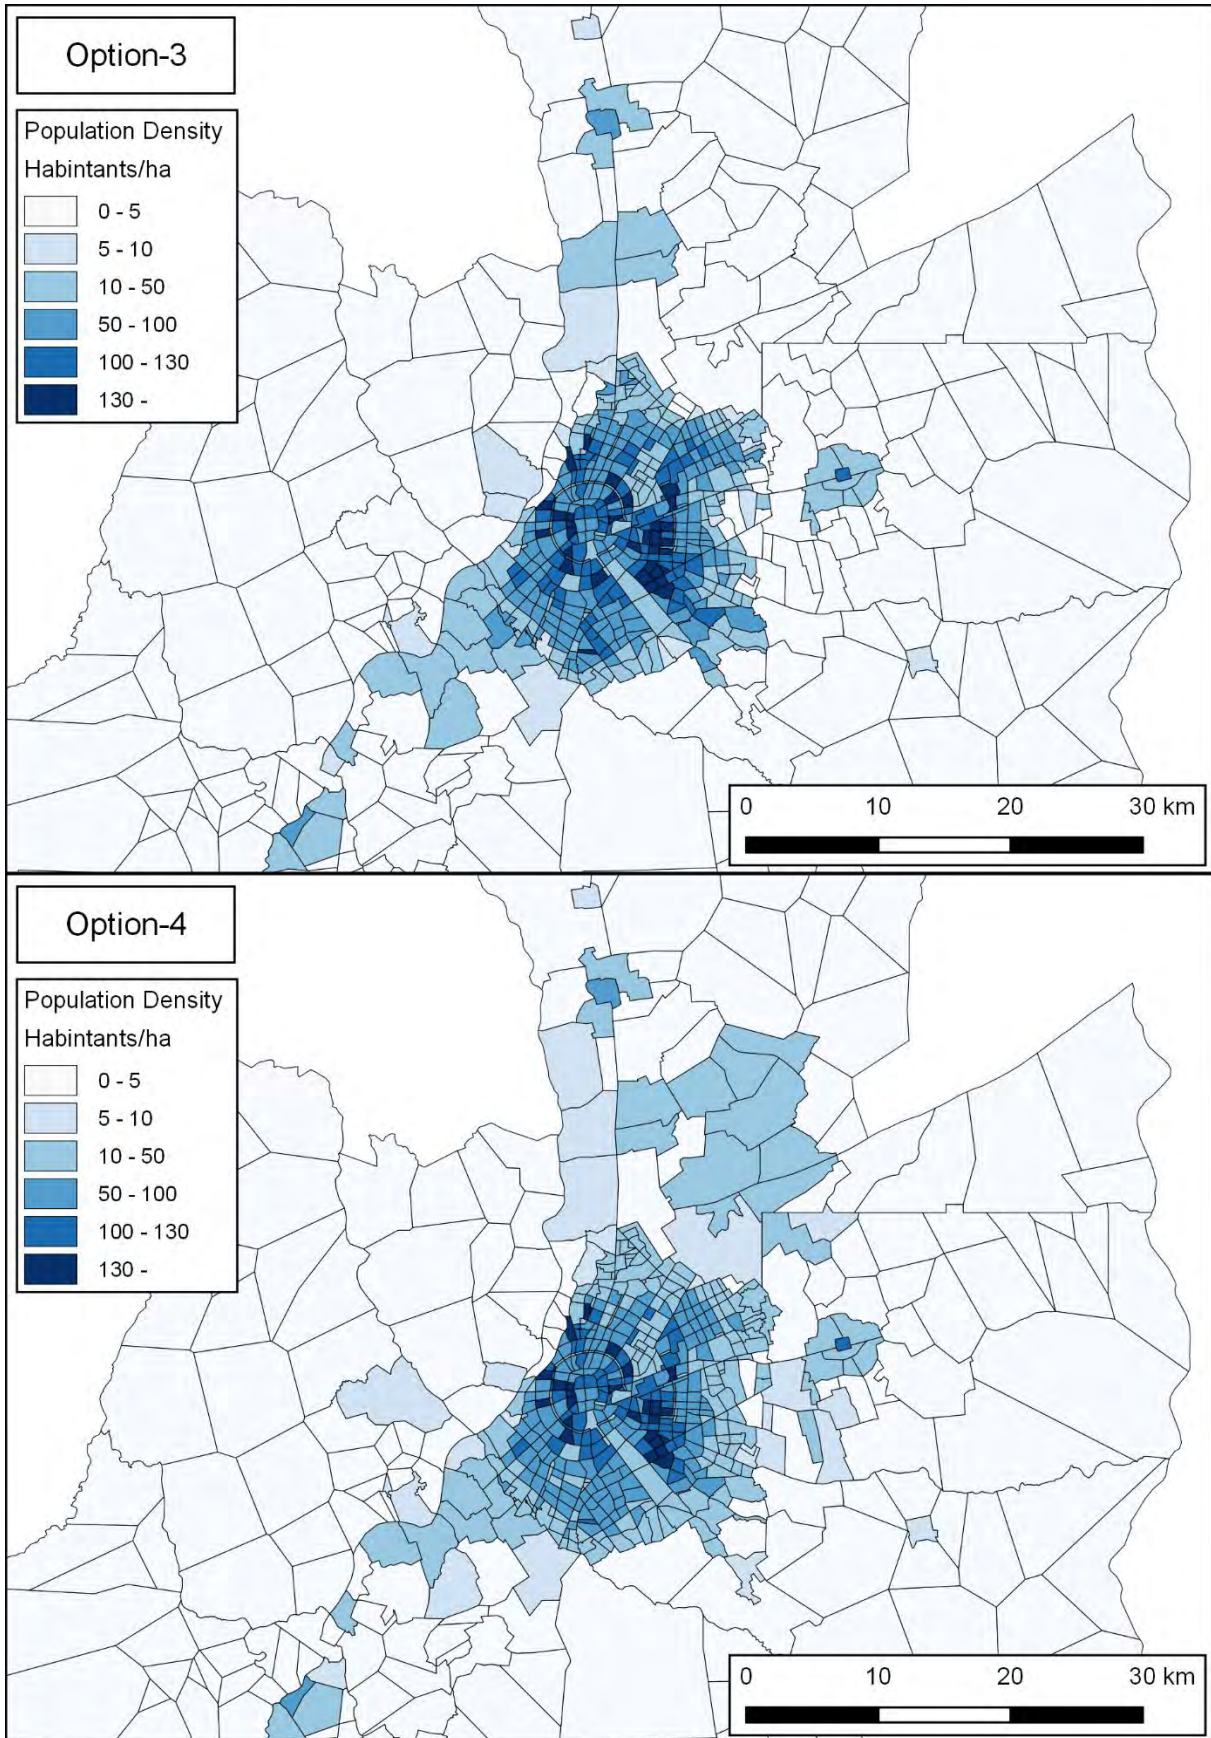 Option-3
Population Density
Habintants/ha
0 - 5
5 - 10
10 - 50
50 - 100
100 - 130
130 -
0 10 20 30 km
Option-4
Population Density
Habintants/ha
0 - 5
5 - 10
10 - 50
50 - 100
100 - 130
130 -
0 10 20 30 km